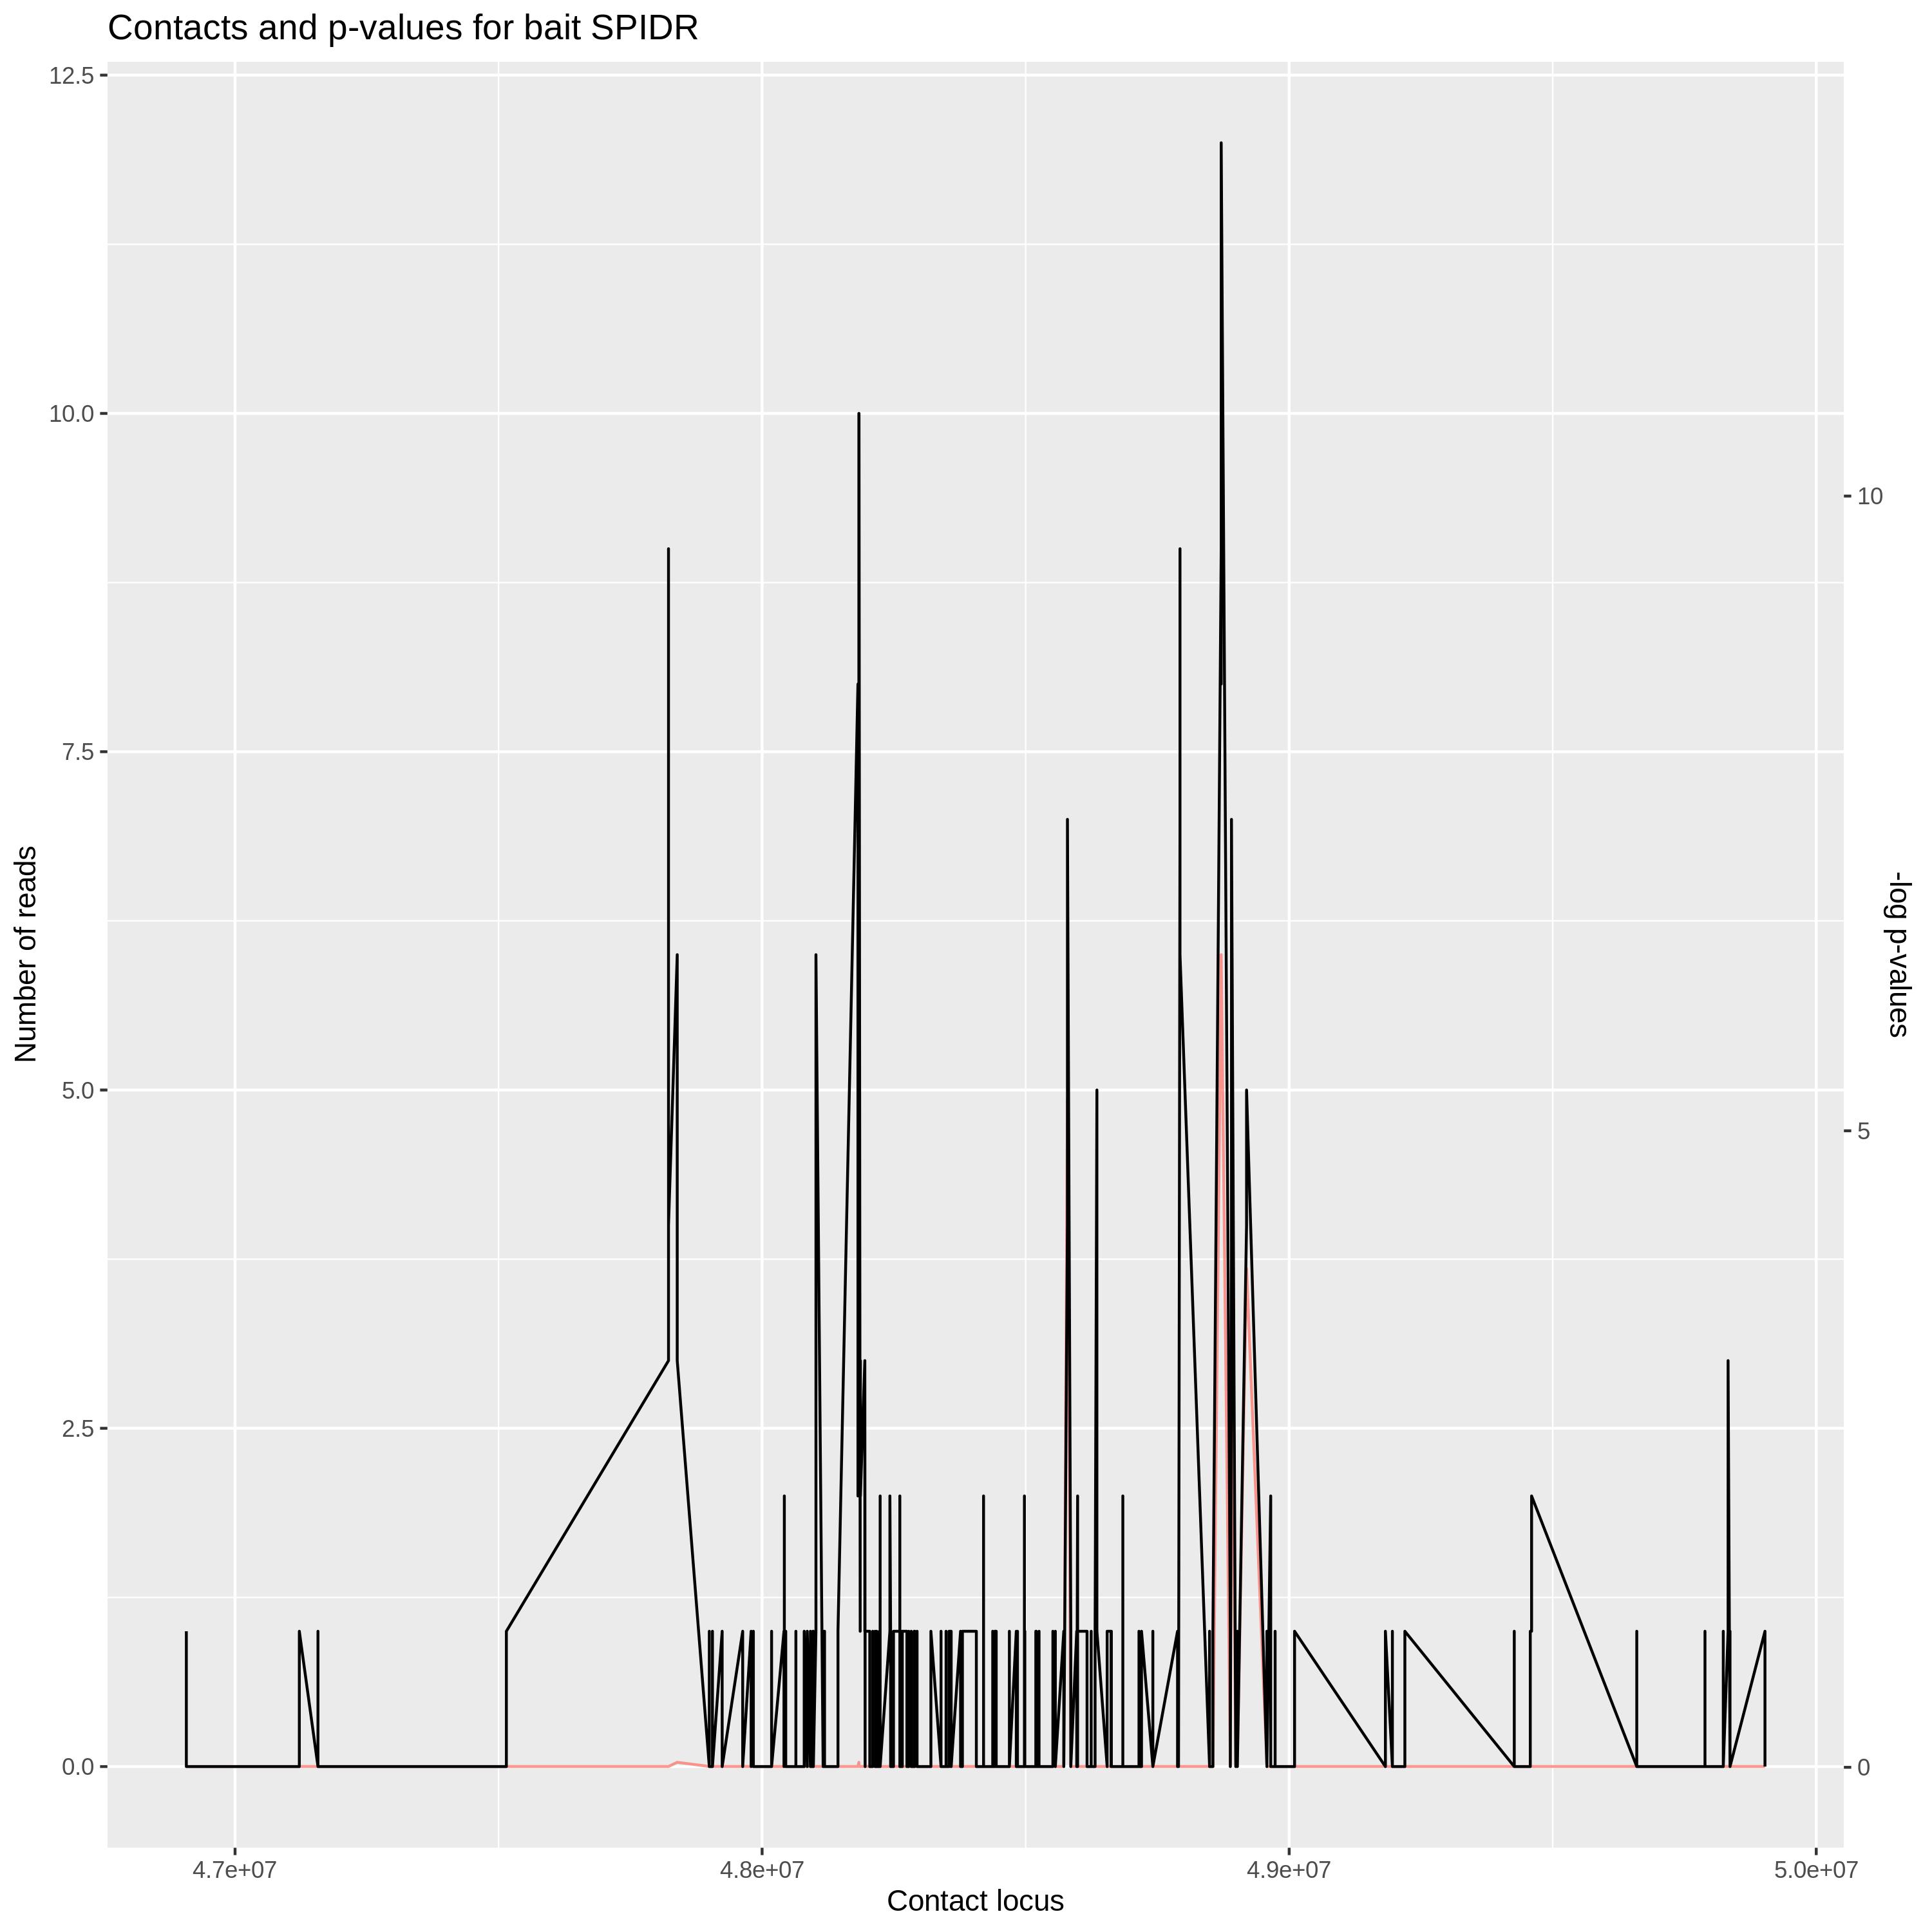 Contacts and p-values for bait SPIDR
12.5
10.0
7.5
5.0
2.5
0.0
Number of reads
10
5
0
-log p-values
4.7e+07
4.8e+07
4.9e+07
5.0e+07
Contact locus